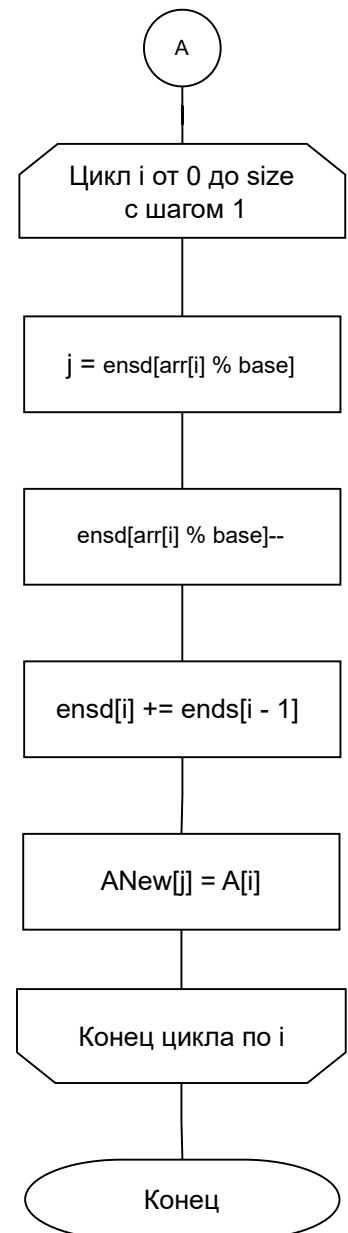 A
Цикл i от 0 до size
с шагом 1
j = ensd[arr[i] % base]
ensd[arr[i] % base]--
ensd[i] += ends[i - 1]
ANew[j] = A[i]
Конец цикла по i
Конец